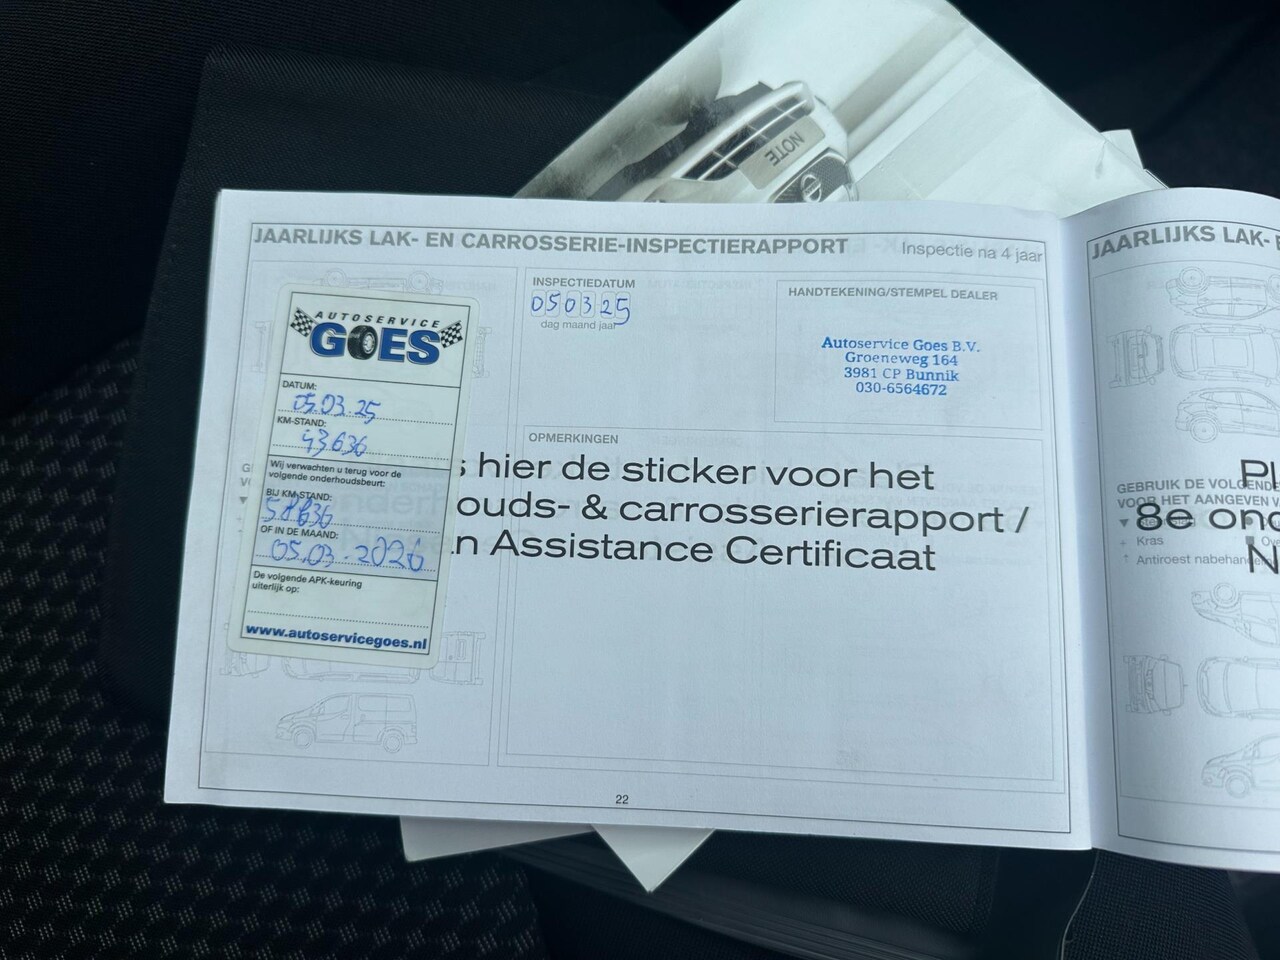 NOTE
JAARLIJKS LAK- EN CARROSSERIE-INSPECTIERAPPORT
Inspectie na 4 jaar
AUTOSERVICE
GOES
DATUM:
05.03.25
KM-STAND:
43636
Wij verwachten u terug voor de
volgende onderhoudsbeurt:
BIJ KM-STAND:
58636
OF IN DE MAAND:
05.03.2026
De volgende APK-keuring
uiterlijk op:
www.autoservicegoes.nl
INSPECTIEDATUM
050325
dag maand jaar
HANDTEKENING/STEMPEL DEALER
Autoservice Goes B.V.
Groeneweg 164
3981 CP Bunnik
030-6564672
OPMERKINGEN
s hier de sticker voor het
ouds- & carrosserierapport /
n Assistance Certificaat
22
JAARLIJKS LAK- E
Pl
GEBRUIK DE VOLGENDE
VOOR HET AANGEVEN V
8e ond
Kras
Antiroest nabehandel
N